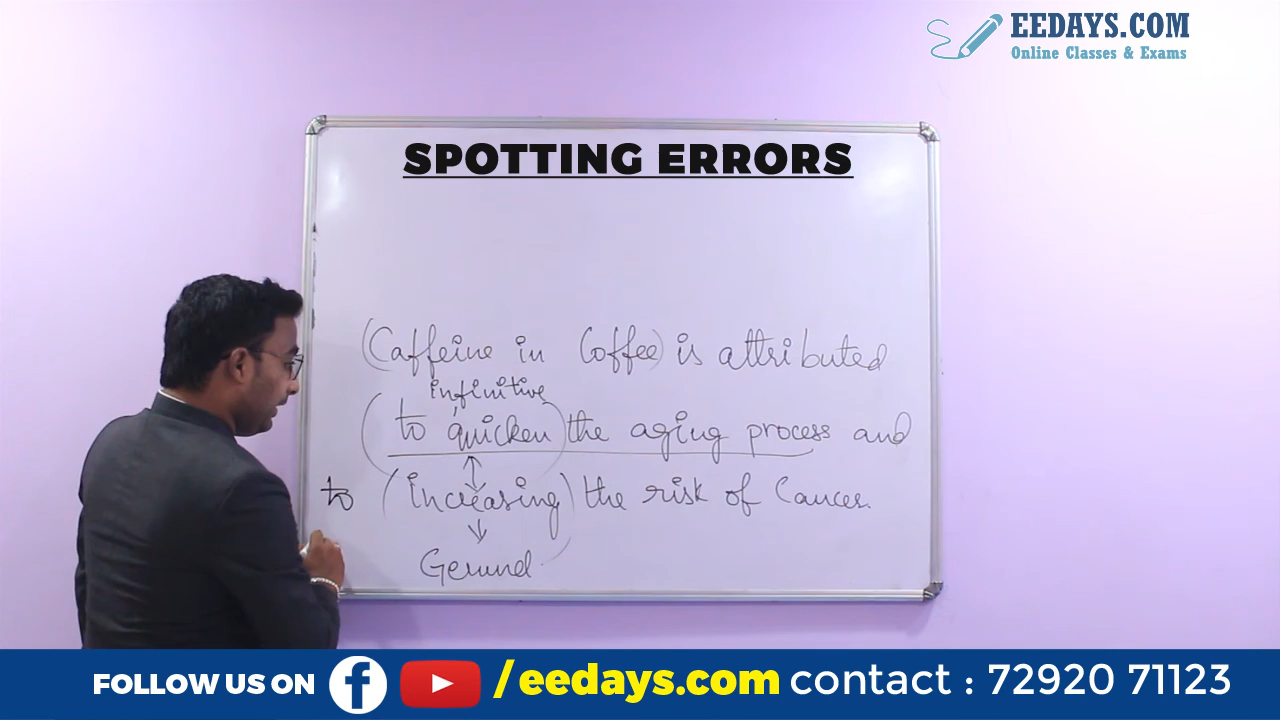 EEDAYS.COM
Online Classes & Exams
SPOTTING ERRORS
(Caffeine in Coffee) is attributed
infinitive
(to quicken) the aging process and
to (increasing) the risk of Cancer.
Gerund
FOLLOW US ON f /eedays.com contact : 72920 71123